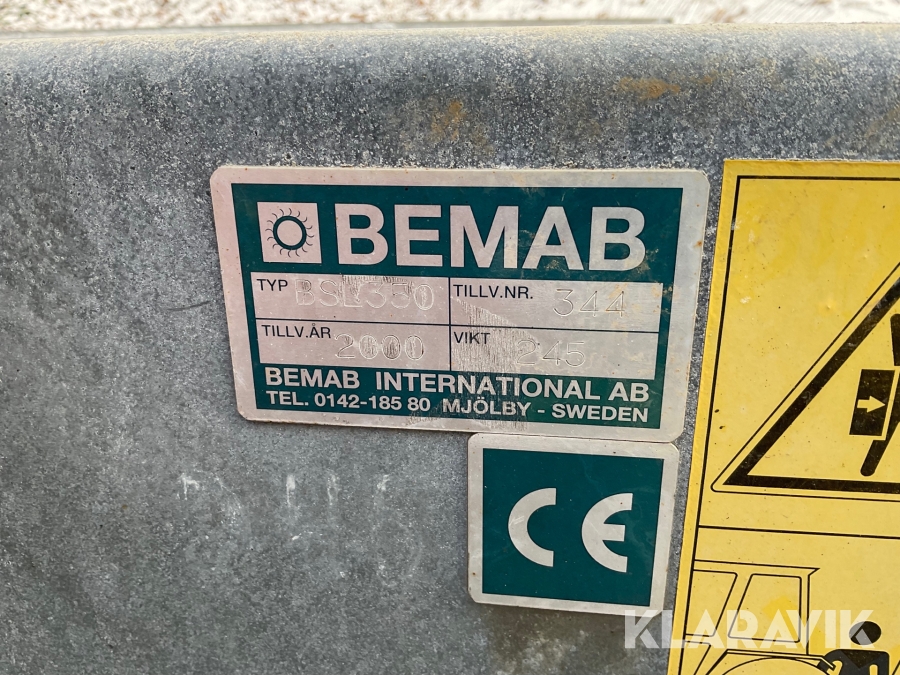 BEMAB
TYP BSL350 TILLV.NR. 344
TILLV.ÅR 2000 VIKT 245
BEMAB INTERNATIONAL AB
TEL. 0142-185 80 MJÖLBY - SWEDEN
CE
KLARAVIK